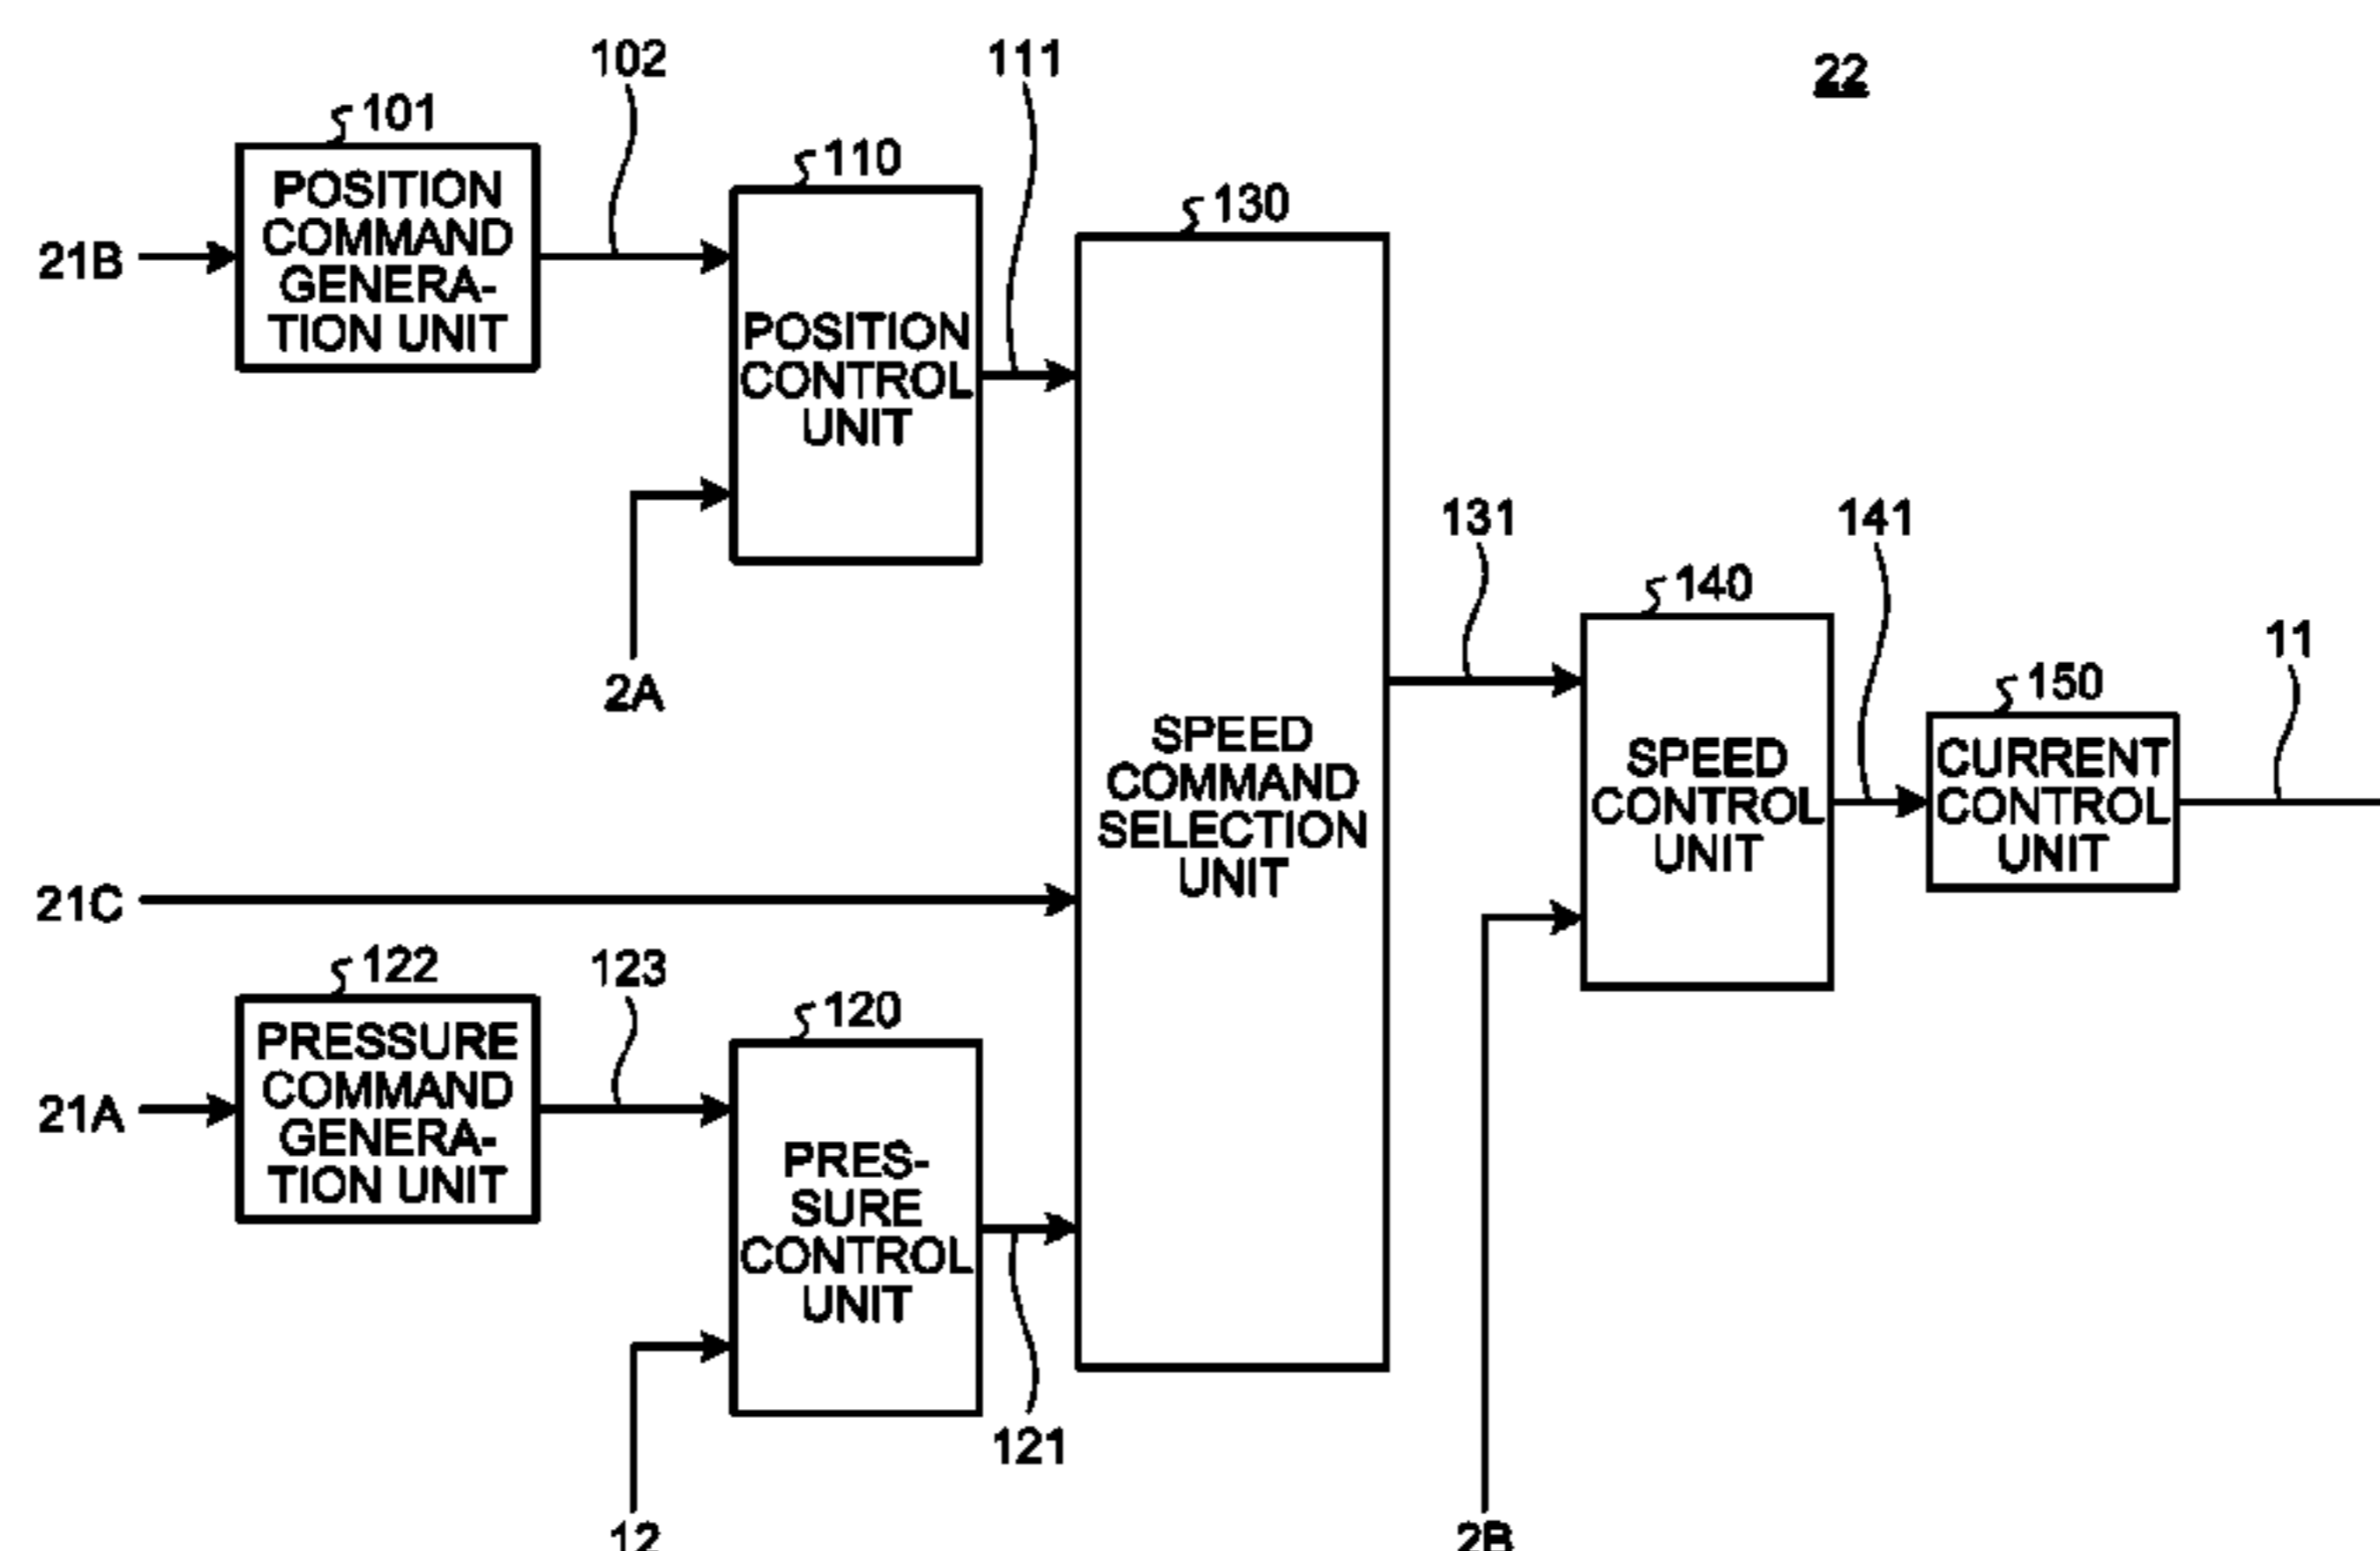 22
102
111
101
110
130
POSITION
COMMAND
GENERA-
TION UNIT
21B
POSITION
CONTROL
UNIT
2A
131
141
140
11
150
SPEED
COMMAND
SELECTION
UNIT
SPEED
CONTROL
UNIT
CURRENT
CONTROL
UNIT
21C
122
123
120
PRESSURE
COMMAND
GENERA-
TION UNIT
21A
PRES-
SURE
CONTROL
UNIT
121
12
2B